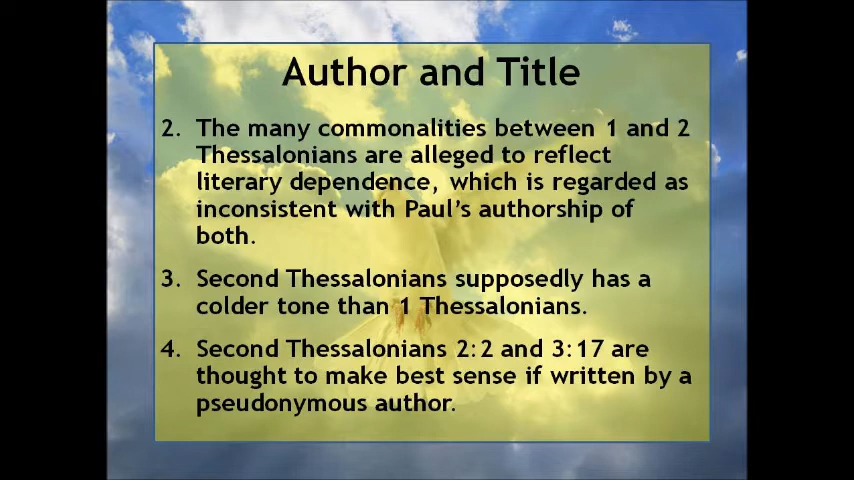 Author and Title
2. The many commonalities between 1 and 2
Thessalonians are alleged to reflect
literary dependence, which is regarded as
inconsistent with Paul's authorship of
both.
3. Second Thessalonians supposedly has a
colder tone than 1 Thessalonians.
4. Second Thessalonians 2:2 and 3:17 are
thought to make best sense if written by a
pseudonymous author.